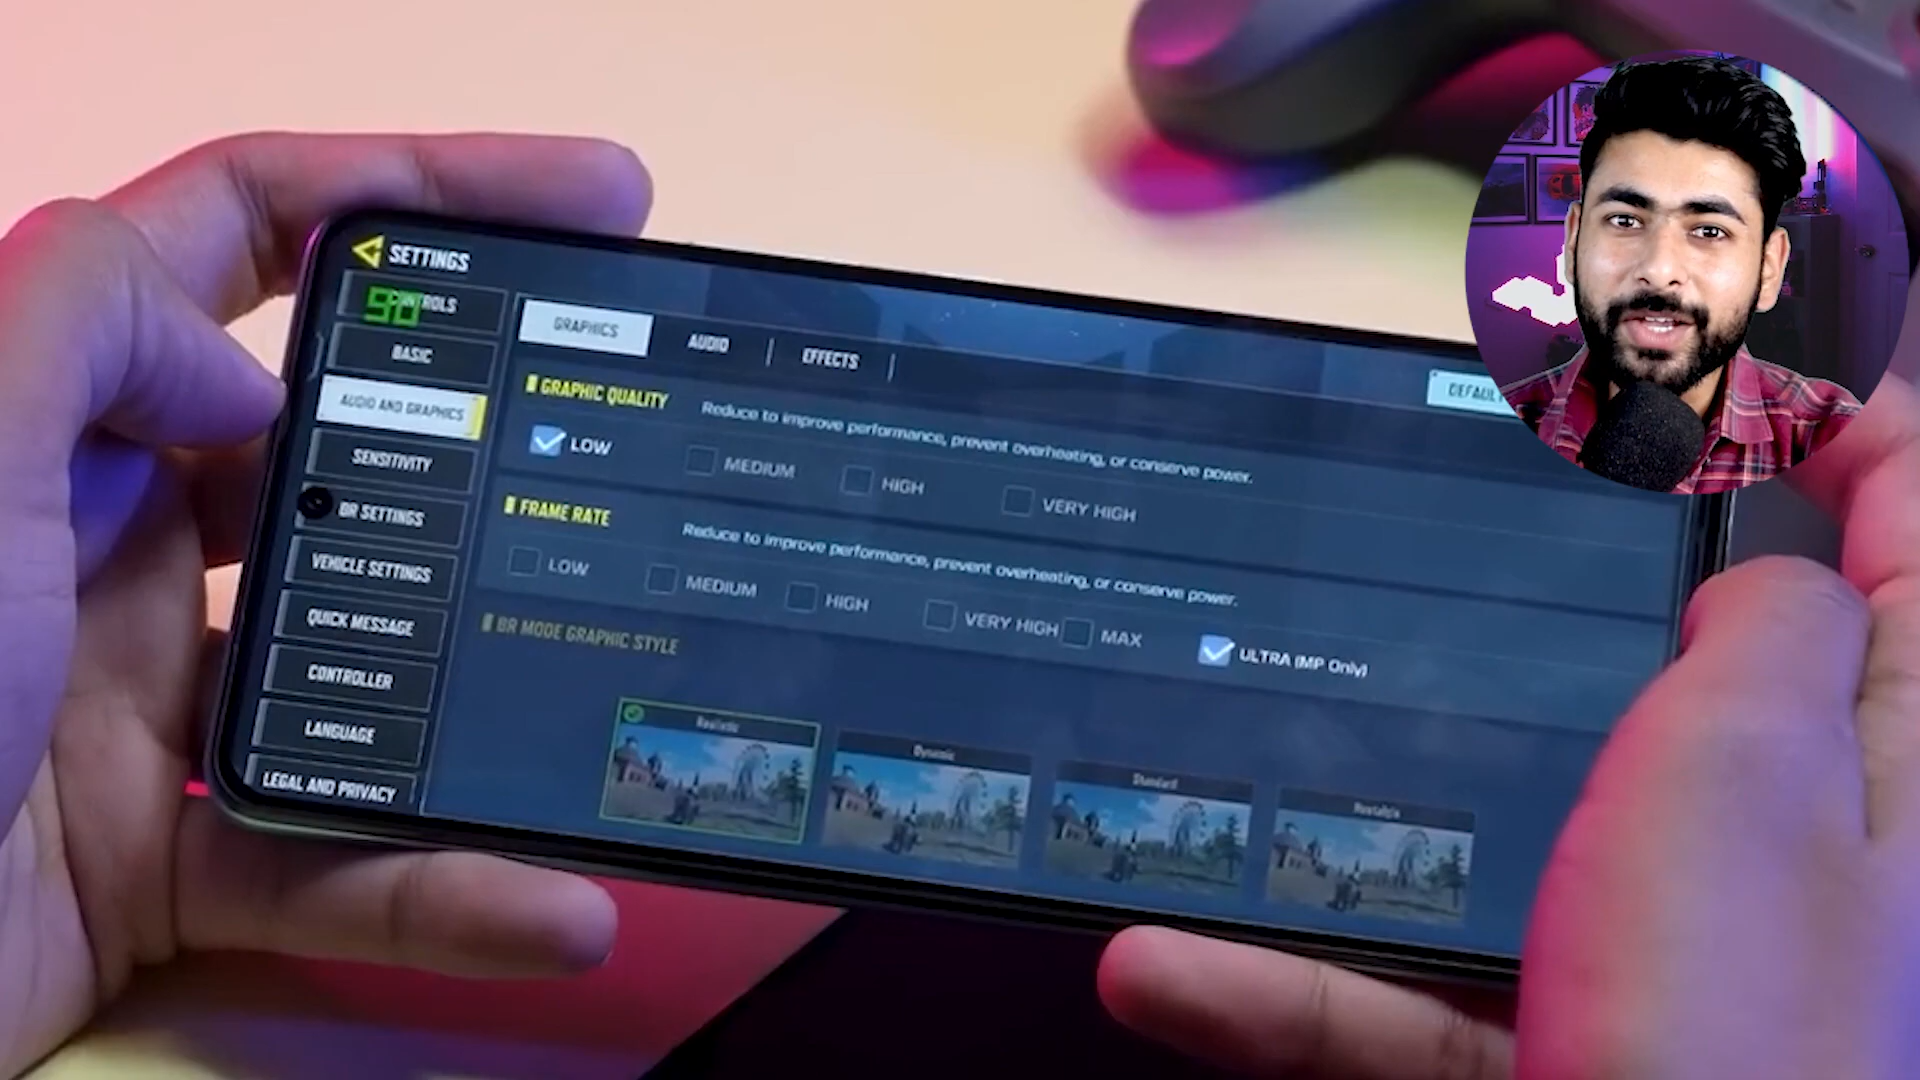 SETTINGS
CONTROLS
90
BASIC
AUDIO AND GRAPHICS
SENSITIVITY
BR SETTINGS
VEHICLE SETTINGS
QUICK MESSAGE
CONTROLLER
LANGUAGE
LEGAL AND PRIVACY
GRAPHICS
AUDIO
EFFECTS
DEFAULT
GRAPHIC QUALITY
Reduce to improve performance, prevent overheating, or conserve power.
LOW
MEDIUM
HIGH
VERY HIGH
FRAME RATE
Reduce to improve performance, prevent overheating, or conserve power.
LOW
MEDIUM
HIGH
VERY HIGH
MAX
ULTRA (MP Only)
BR MODE GRAPHIC STYLE
Realistic
Dynamic
Standard
Nostalgia